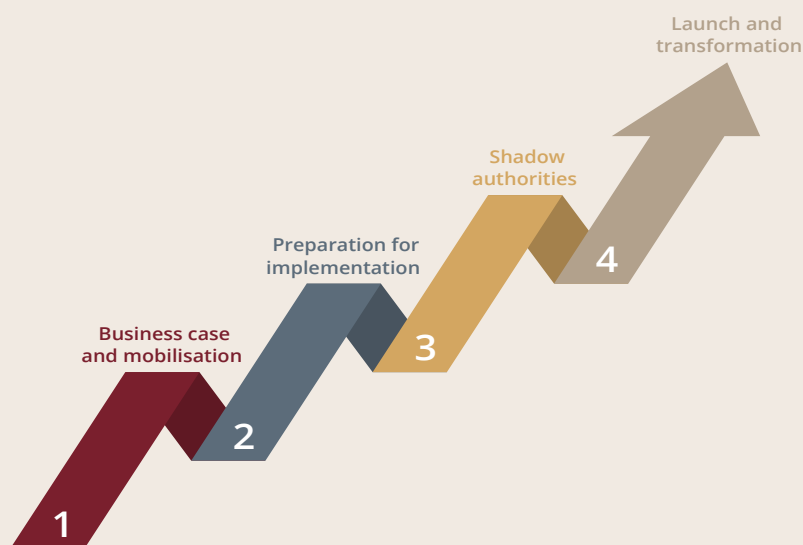 Launch and
transformation
Shadow
authorities
4
Preparation for
implementation
3
Business case
and mobilisation
2
1